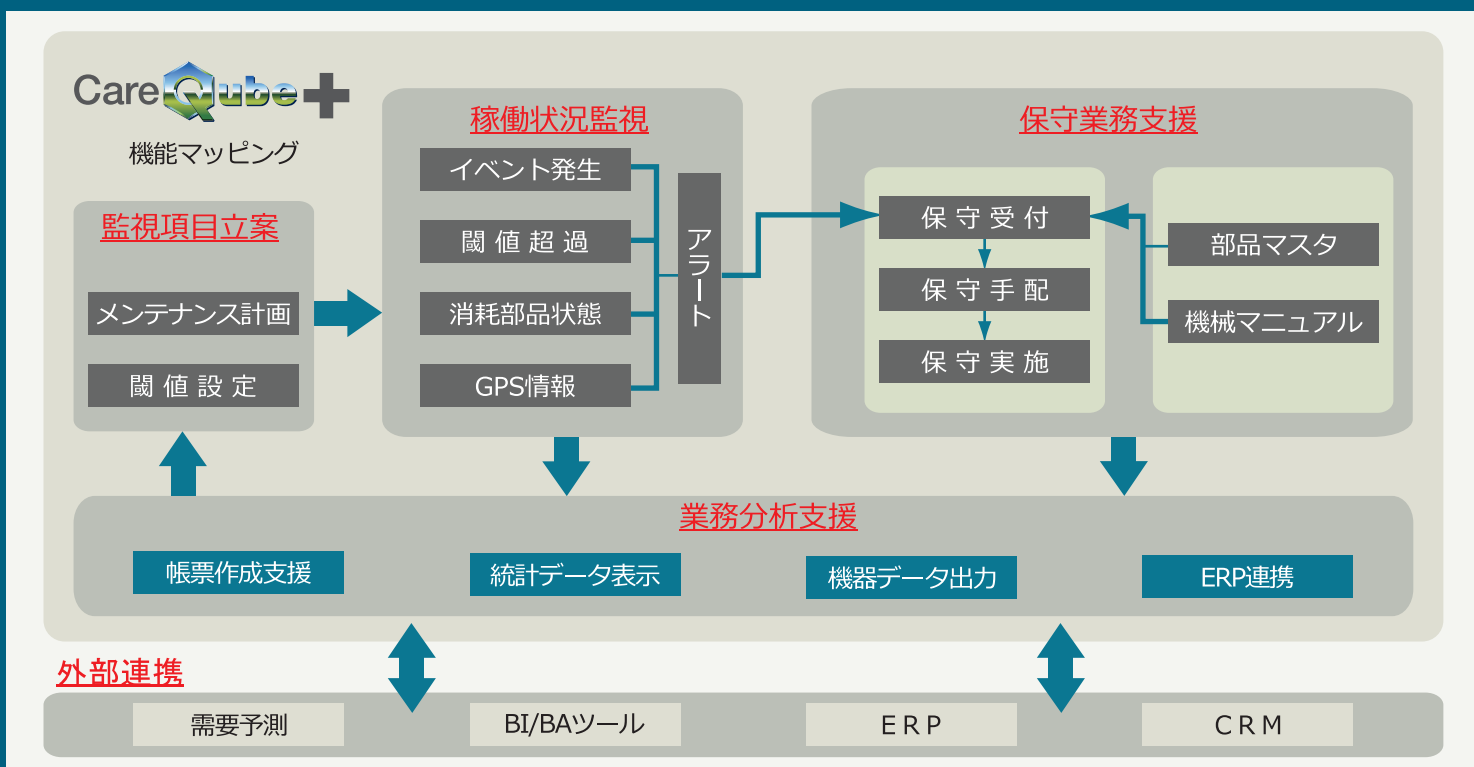 CareQube+
機能マッピング
監視項目立案
メンテナンス計画
閾 値 設 定
稼働状況監視
イベント発生
閾 値 超 過
消耗部品状態
GPS情報
アラート
保守業務支援
保 守 受 付
保 守 手 配
保 守 実 施
部品マスタ
機械マニュアル
業務分析支援
帳票作成支援
統計データ表示
機器データ出力
ERP連携
外部連携
需要予測
BI/BAツール
E R P
C R M